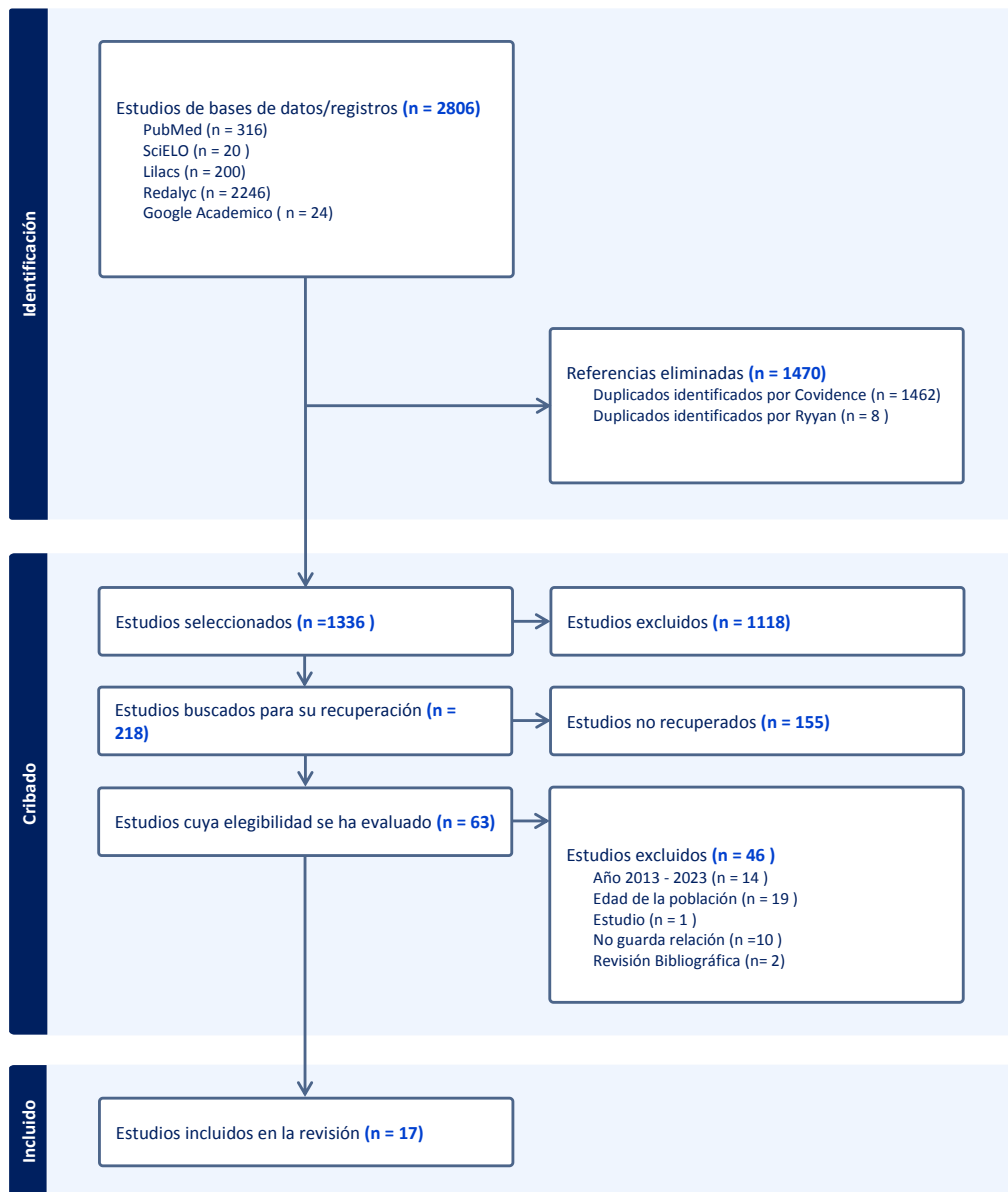 Identificación
Estudios de bases de datos/registros (n = 2806)
PubMed (n = 316)
SciELO (n = 20 )
Lilacs (n = 200)
Redalyc (n = 2246)
Google Academico ( n = 24)
Referencias eliminadas (n = 1470)
Duplicados identificados por Covidence (n = 1462)
Duplicados identificados por Ryyan (n = 8 )
Cribado
Estudios seleccionados (n =1336 )
Estudios excluidos (n = 1118)
Estudios buscados para su recuperación (n =
218)
Estudios no recuperados (n = 155)
Estudios cuya elegibilidad se ha evaluado (n = 63)
Estudios excluidos (n = 46 )
Año 2013 - 2023 (n = 14 )
Edad de la población (n = 19 )
Estudio (n = 1 )
No guarda relación (n =10 )
Revisión Bibliográfica (n= 2)
Incluido
Estudios incluidos en la revisión (n = 17)